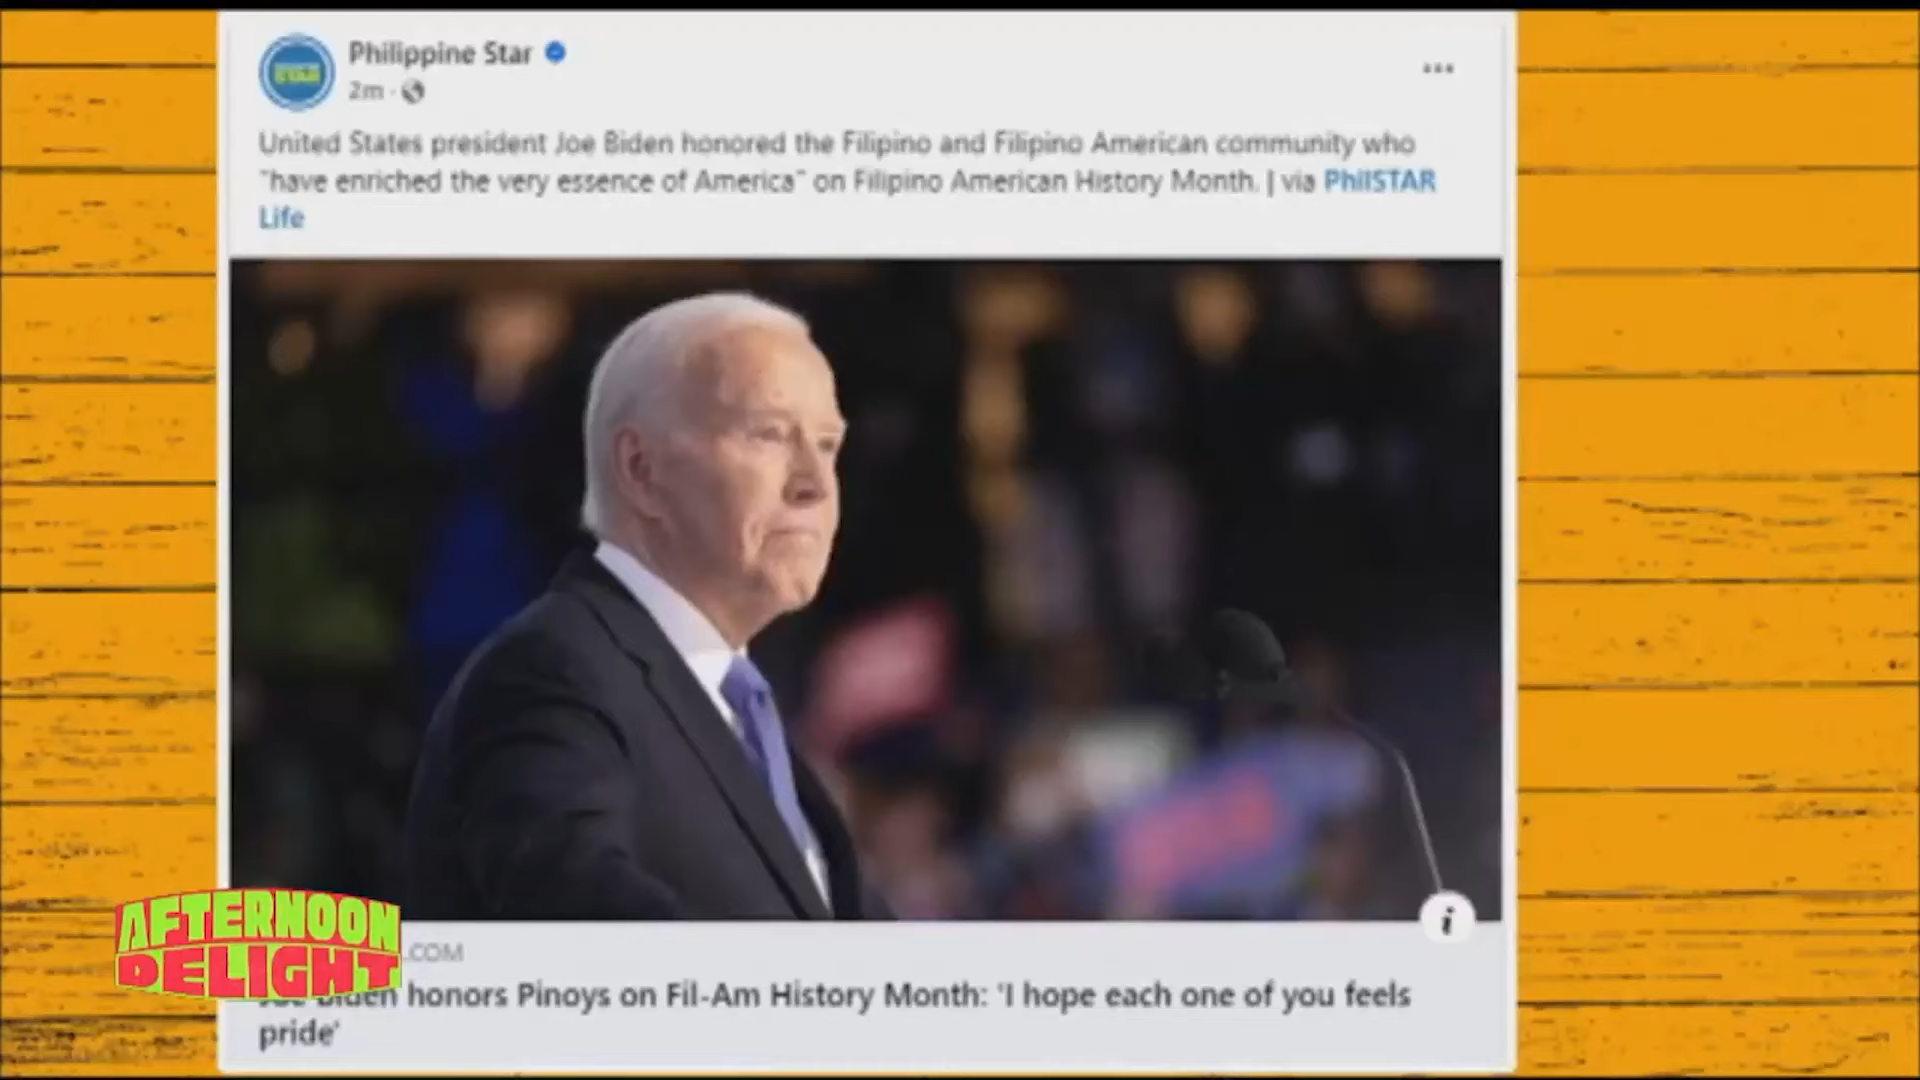 Philippine Star
2m
United States president Joe Biden honored the Filipino and Filipino American community who
"have enriched the very essence of America" on Filipino American History Month. | via PhilSTAR
Life
AFTERNOON
DELIGHT
.COM
Joe Biden honors Pinoys on Fil-Am History Month: 'I hope each one of you feels
pride'